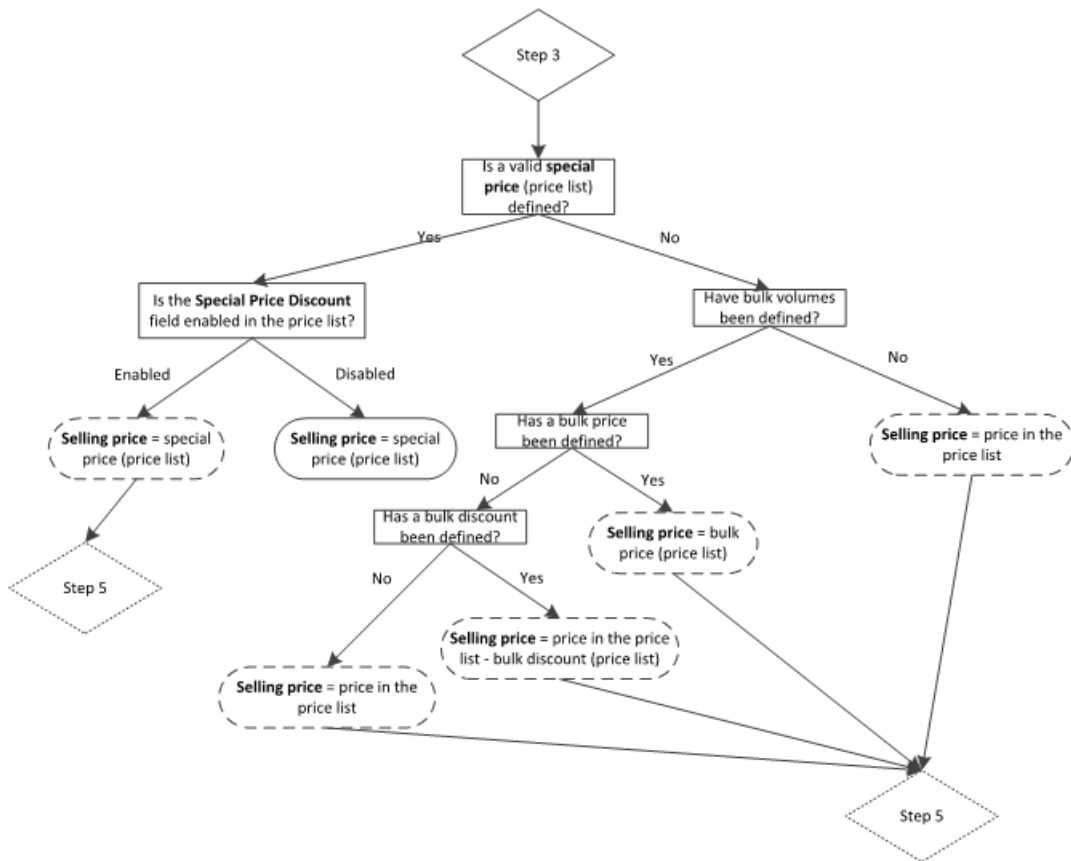 Step 3
Is a valid special
price (price list)
defined?
Yes
No
Is the Special Price Discount
field enabled in the price list?
Have bulk volumes
been defined?
Enabled
Disabled
Yes
No
Selling price = special
price (price list)
Selling price = special
price (price list)
Has a bulk price
been defined?
Selling price = price in the
price list
No
Yes
Has a bulk discount
been defined?
Selling price = bulk
price (price list)
Step 5
No
Yes
Selling price = price in the price
list - bulk discount (price list)
Selling price = price in the
price list
Step 5